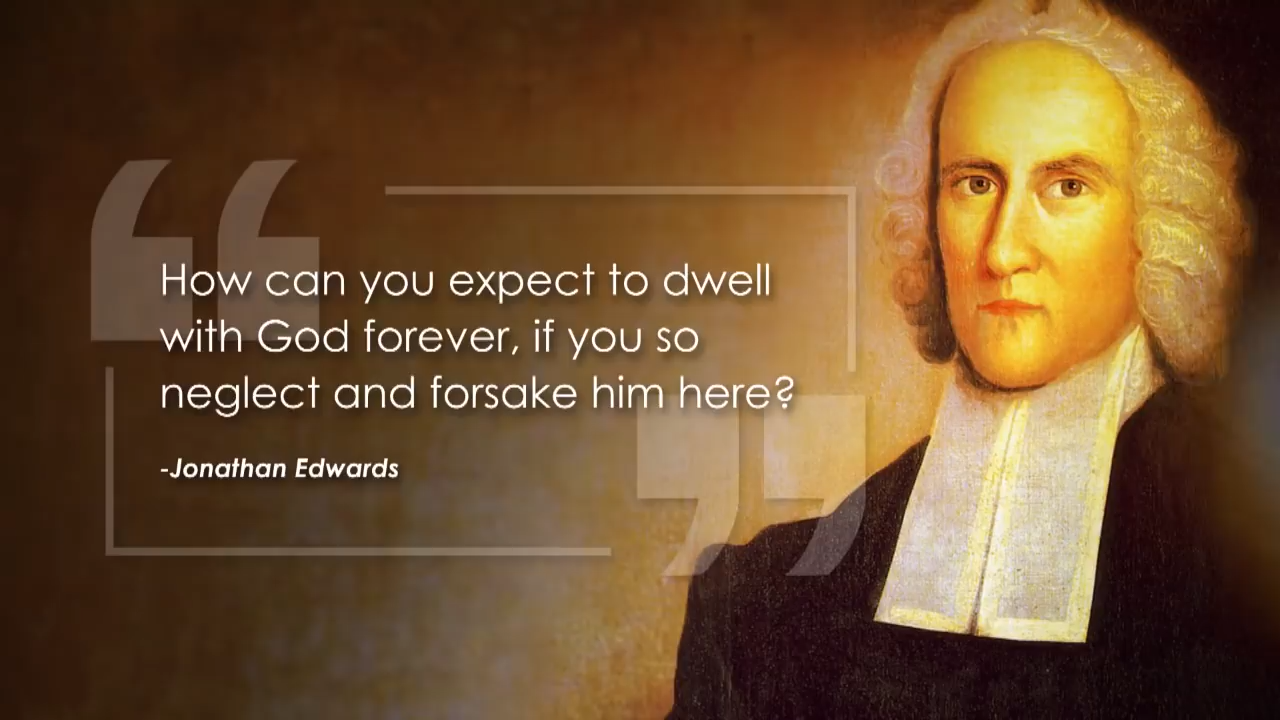 How can you expect to dwell
with God forever, if you so
neglect and forsake him here?
-Jonathan Edwards